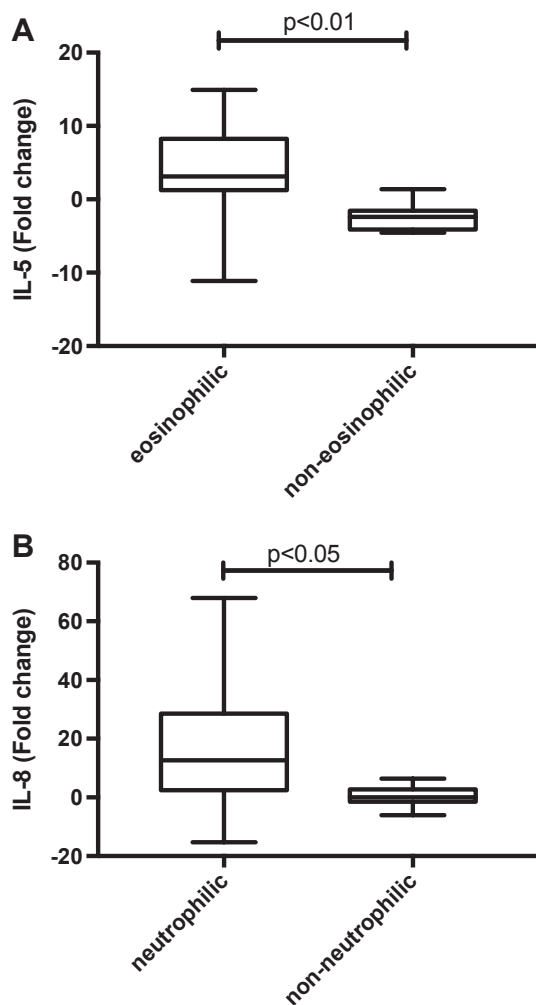 A
p<0.01
IL-5 (Fold change)
20
10
0
-10
-20
eosinophilic
non-eosinophilic
B
p<0.05
IL-8 (Fold change)
80
60
40
20
0
-20
neutrophilic
non-neutrophilic